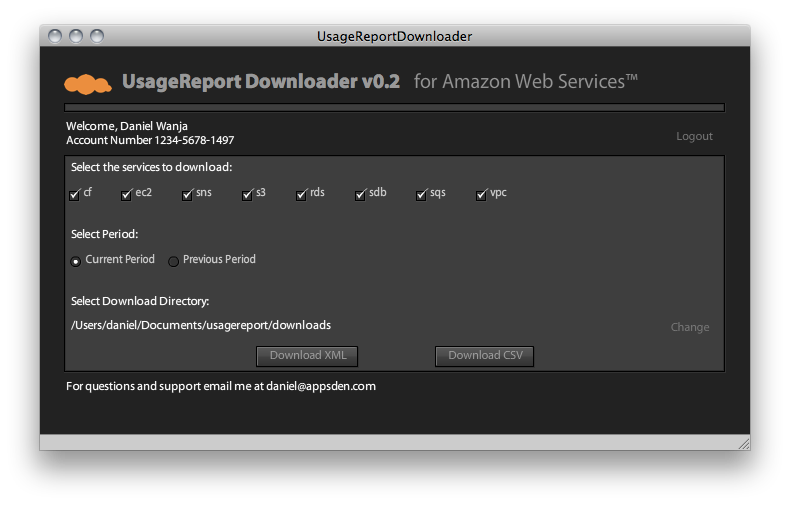 UsageReportDownloader
UsageReport Downloader v0.2 for Amazon Web Services™
Welcome, Daniel Wanja
Account Number 1234-5678-1497
Logout
Select the services to download:
cf ec2 sns s3 rds sdb sqs vpc
Select Period:
Current Period Previous Period
Select Download Directory:
/Users/daniel/Documents/usagereport/downloads
Change
Download XML Download CSV
For questions and support email me at daniel@appsden.com